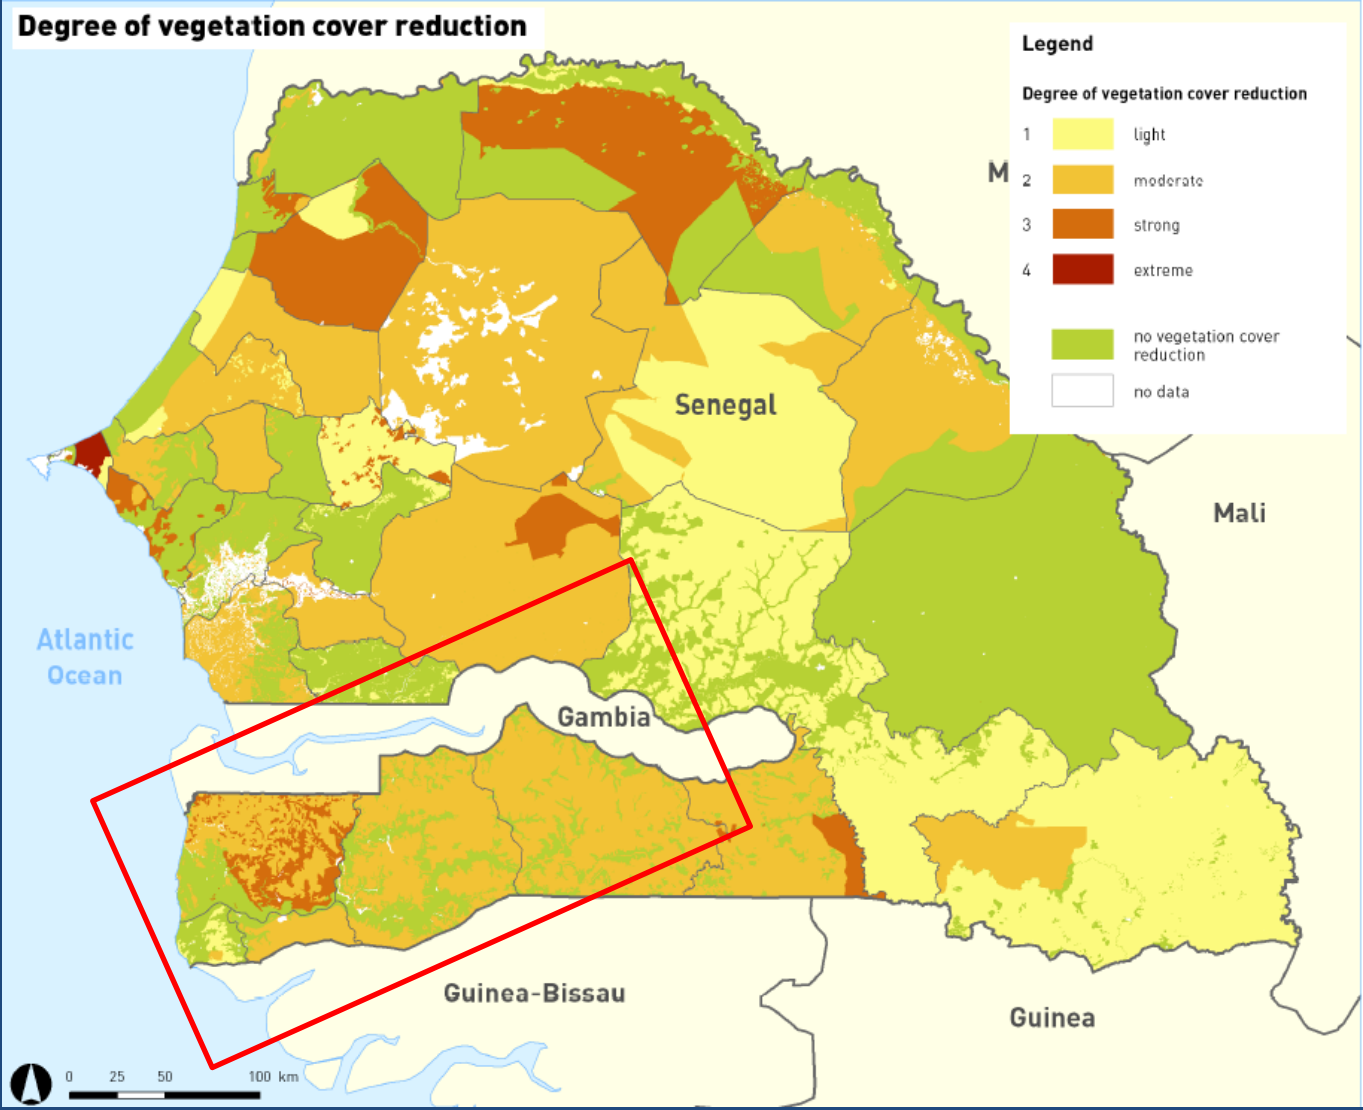 Degree of vegetation cover reduction
Legend
Degree of vegetation cover reduction
1 light
M
2 moderate
3 strong
4 extreme
no vegetation cover
reduction
no data
Senegal
Mali
Atlantic
Ocean
Gambia
Guinea-Bissau
Guinea
0 25 50 100 km